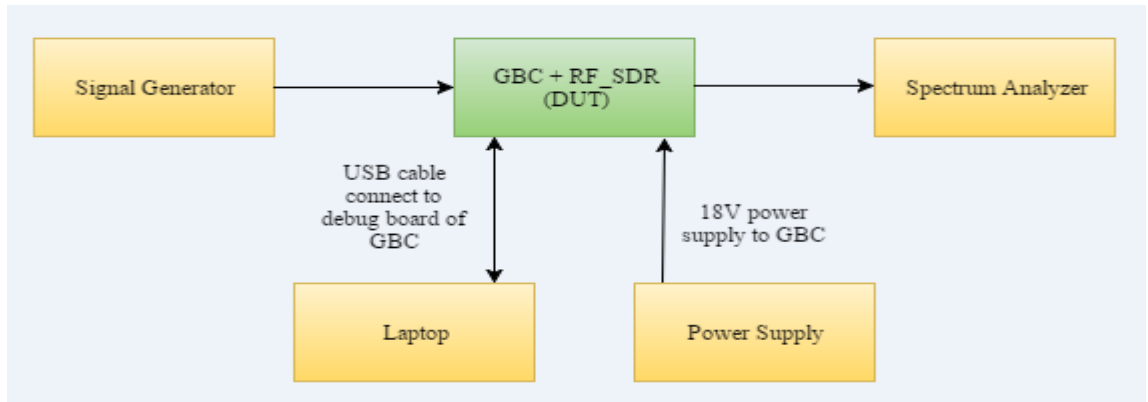 Signal Generator
GBC + RF_SDR
(DUT)
Spectrum Analyzer
USB cable
connect to
debug board of
GBC
18V power
supply to GBC
Laptop
Power Supply